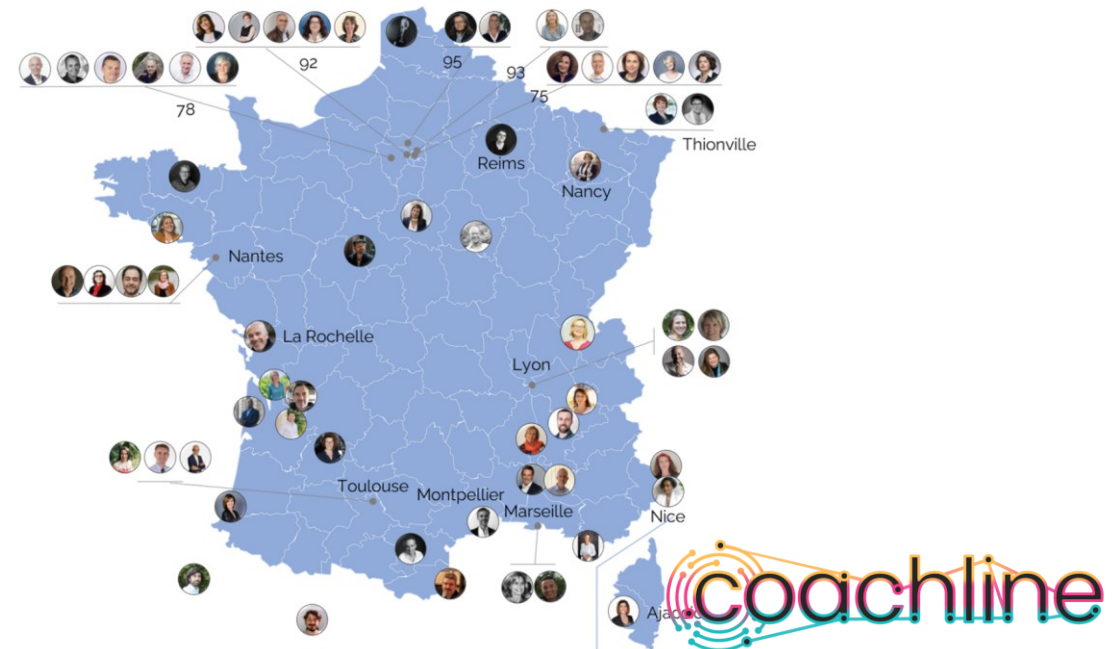 92
95
93
75
78
Thionville
Reims
Nancy
Nantes
La Rochelle
Lyon
Toulouse
Montpellier
Marseille
Nice
Ajaccio
coachline